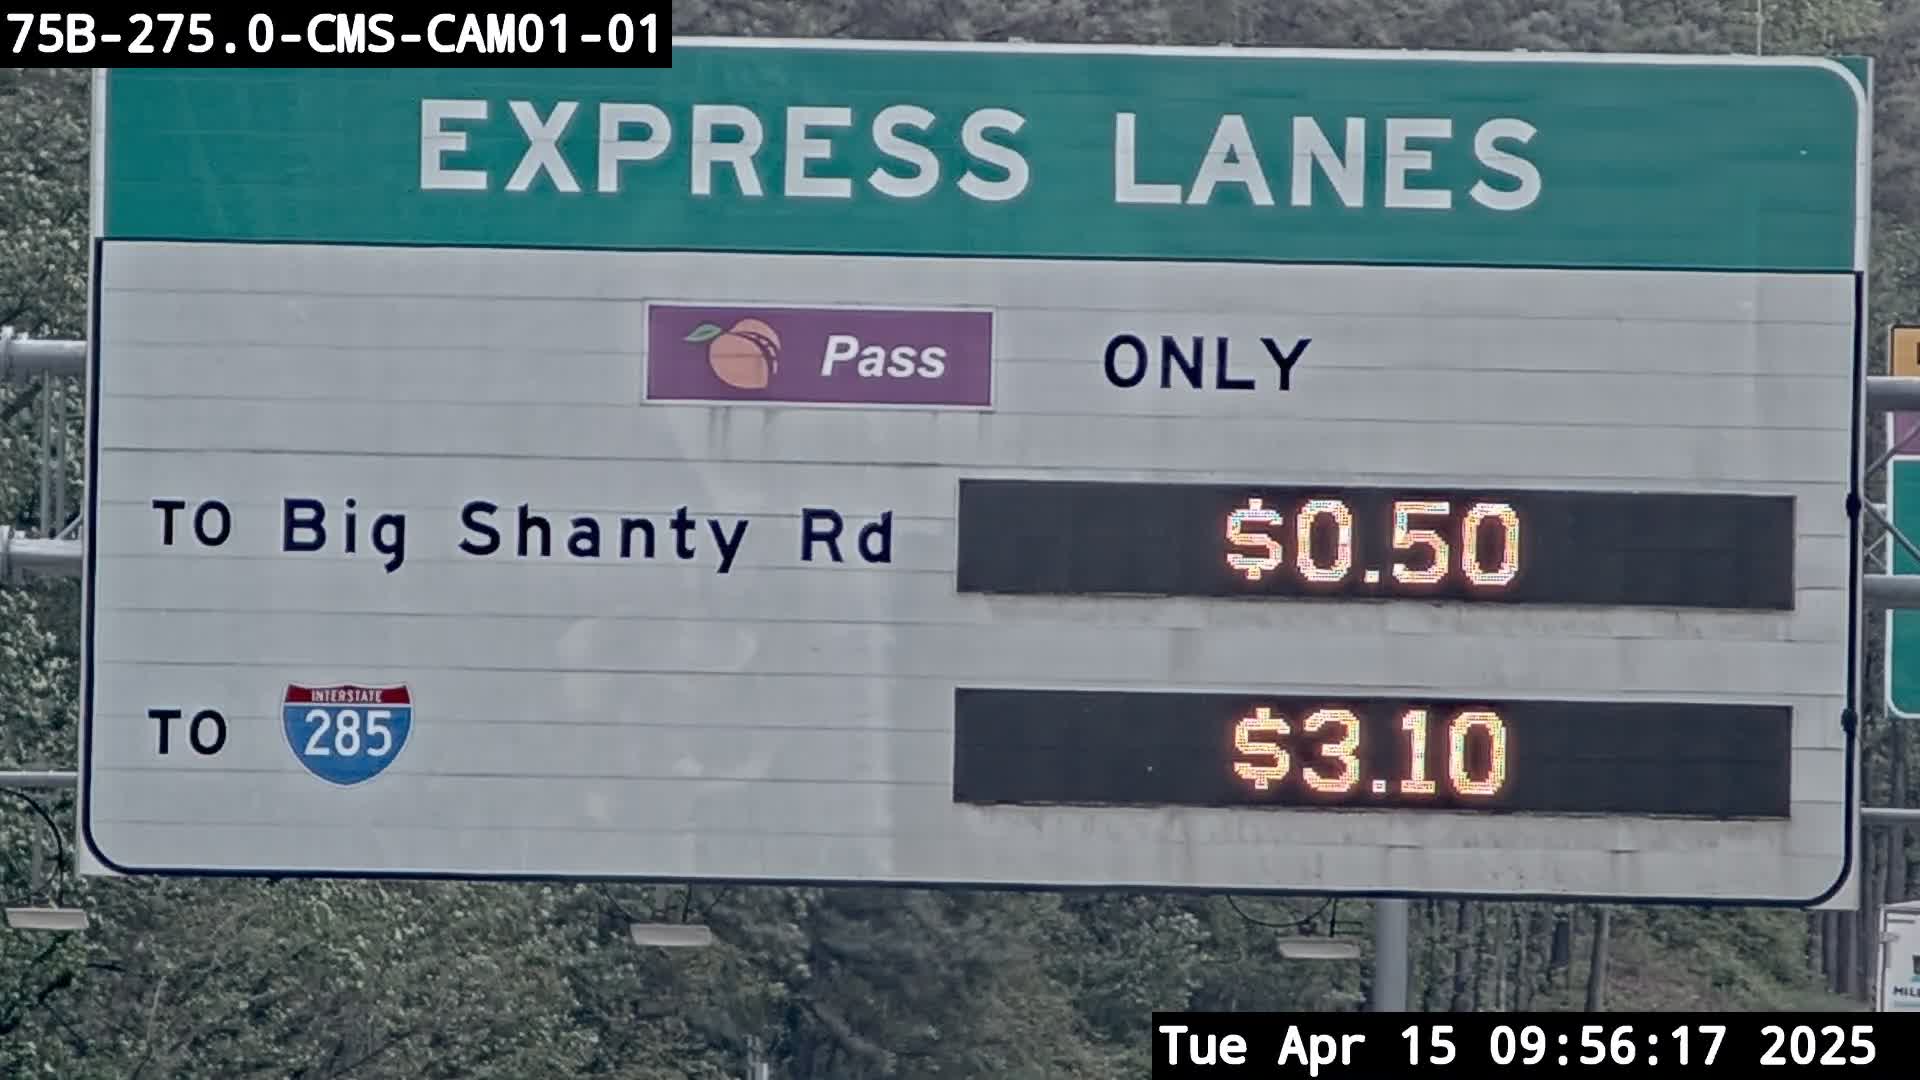 75B-275.0-CMS-CAM01-01
EXPRESS LANES
Pass ONLY
TO Big Shanty Rd $0.50
INTERSTATE
TO 285 $3.10
Tue Apr 15 09:56:17 2025